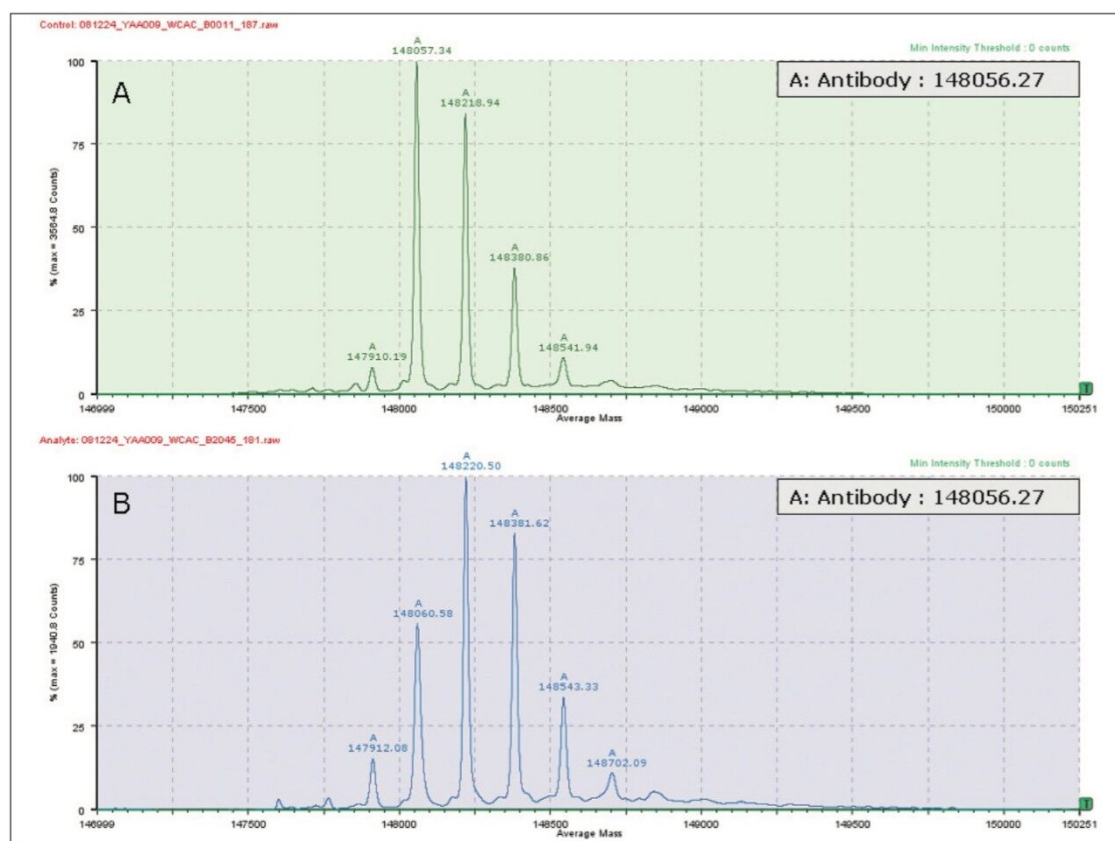 Control: 081224_YAA009_WCAC_B0011_187.raw
Min Intensity Threshold : 0 counts
A: Antibody : 148056.27
A
A
148057.34
A
148218.94
A
148380.86
A
148541.94
A
147910.19
% (max = 3564.8 Counts)
100
75
50
25
0
146999
147500
148000
148500
149000
149500
150000
150251
Average Mass
T
Analyte: 081224_YAA009_WCAC_B2045_181.raw
Min Intensity Threshold : 0 counts
A: Antibody : 148056.27
B
A
148220.50
A
148381.62
A
148060.58
A
148543.33
A
147912.08
A
148702.09
% (max = 1940.8 Counts)
100
75
50
25
0
146999
147500
148000
148500
149000
149500
150000
150251
Average Mass
T